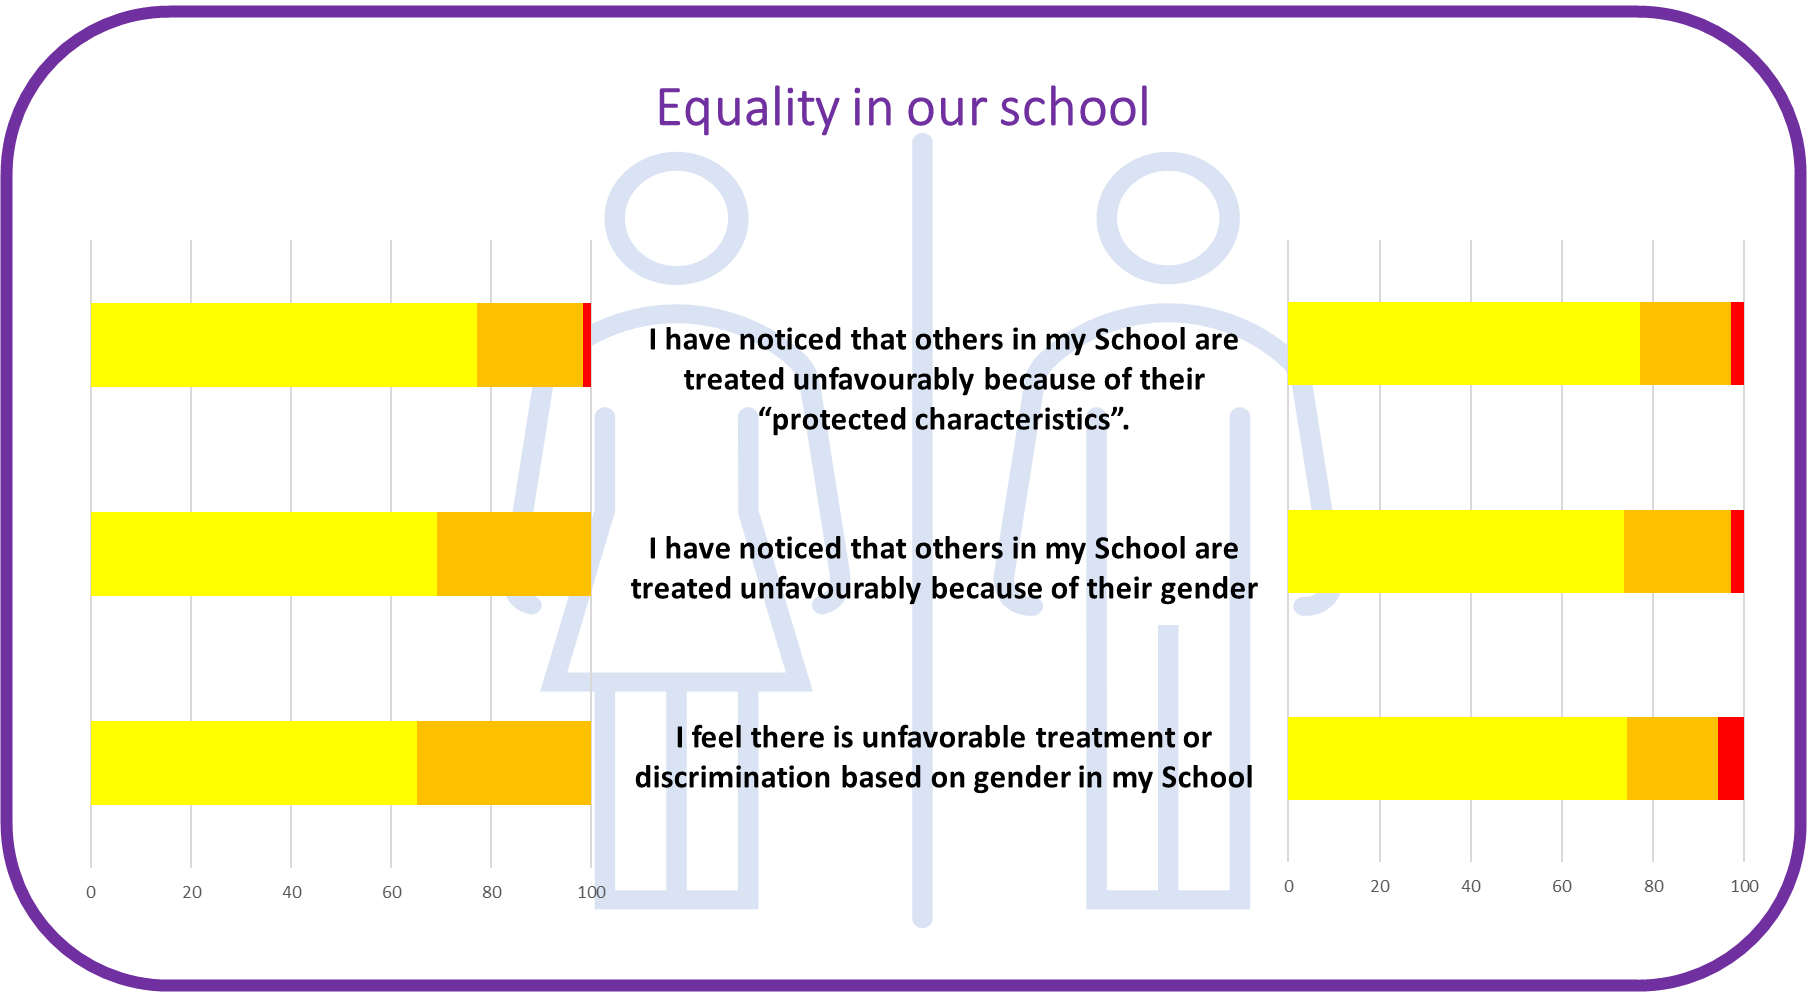 Equality in our school
I have noticed that others in my School are
treated unfavourably because of their
“protected characteristics”.
I have noticed that others in my School are
treated unfavourably because of their gender
I feel there is unfavorable treatment or
discrimination based on gender in my School
0 20 40 60 80 100
0 20 40 60 80 100